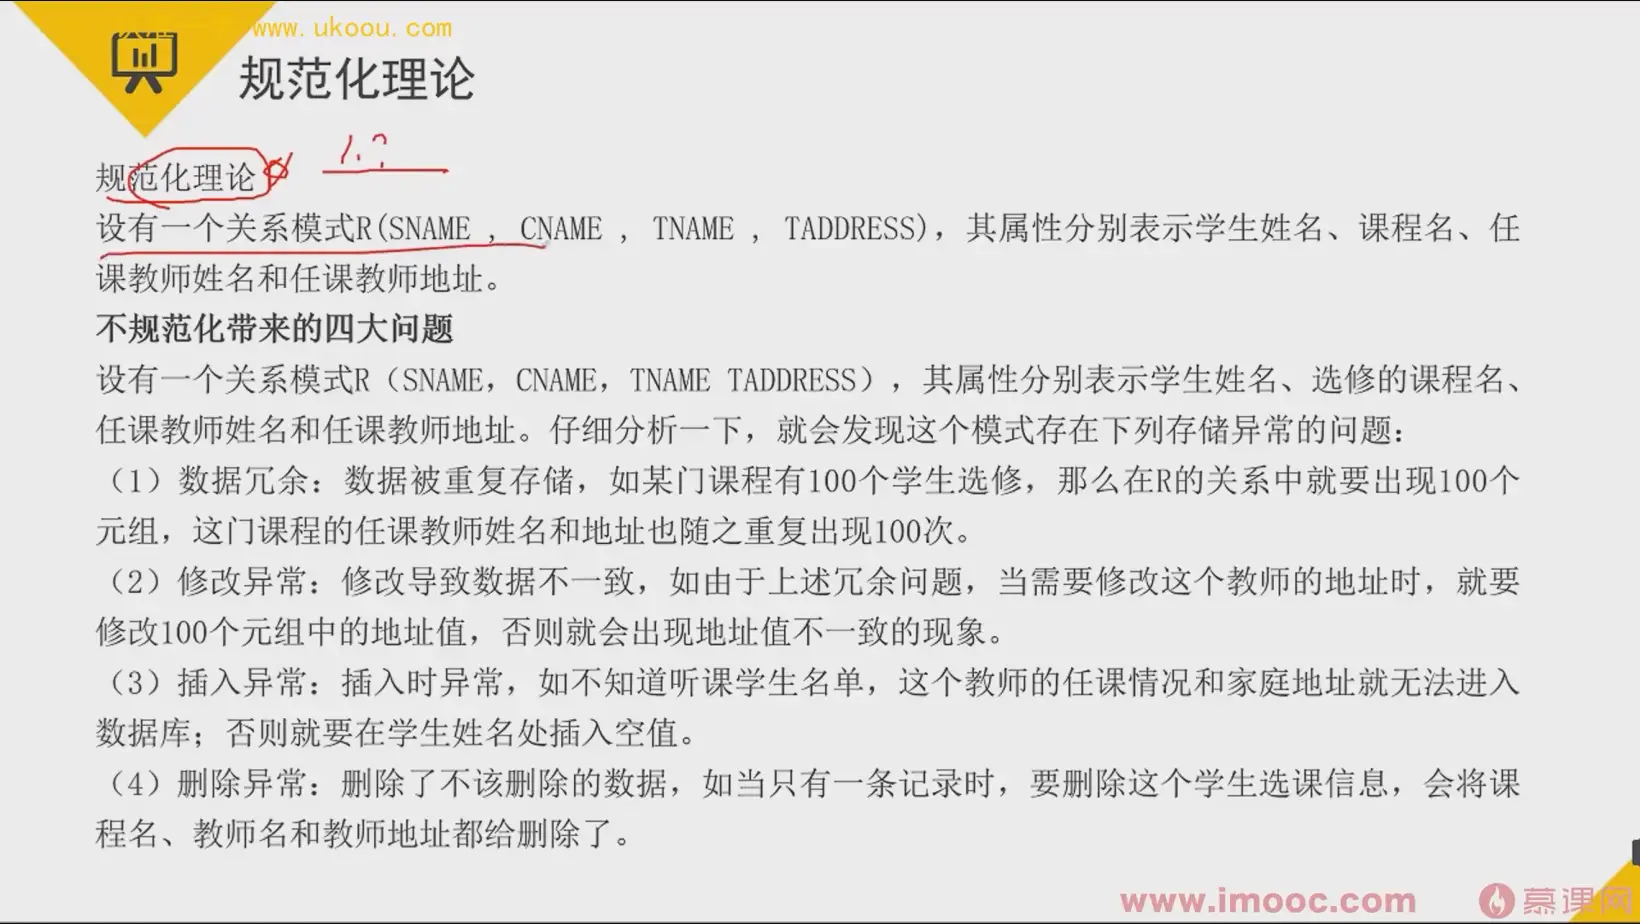 www.ukoou.com
规范化理论
1.?
规范化理论
设有一个关系模式R(SNAME , CNAME , TNAME , TADDRESS)，其属性分别表示学生姓名、课程名、任
课教师姓名和任课教师地址。
不规范化带来的四大问题
设有一个关系模式R（SNAME，CNAME，TNAME TADDRESS），其属性分别表示学生姓名、选修的课程名、
任课教师姓名和任课教师地址。仔细分析一下，就会发现这个模式存在下列存储异常的问题：
（1）数据冗余：数据被重复存储，如某门课程有100个学生选修，那么在R的关系中就要出现100个
元组，这门课程的任课教师姓名和地址也随之重复出现100次。
（2）修改异常：修改导致数据不一致，如由于上述冗余问题，当需要修改这个教师的地址时，就要
修改100个元组中的地址值，否则就会出现地址值不一致的现象。
（3）插入异常：插入时异常，如不知道听课学生名单，这个教师的任课情况和家庭地址就无法进入
数据库；否则就要在学生姓名处插入空值。
（4）删除异常：删除了不该删除的数据，如当只有一条记录时，要删除这个学生选课信息，会将课
程名、教师名和教师地址都给删除了。
www.imooc.com 慕课网